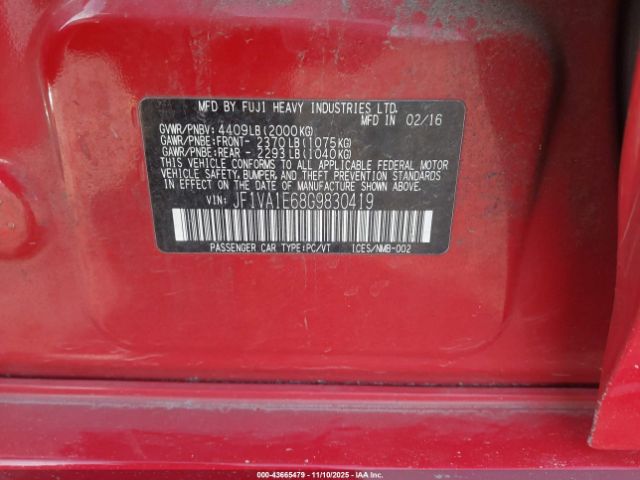 MFD BY FUJI HEAVY INDUSTRIES LTD.
MFD IN 02/16
GVWR/PNBV: 4409LB(2000KG)
GAWR/PNBE:FRONT- 2370LB(1075KG)
GAWR/PNBE:REAR - 2293LB(1040KG)
THIS VEHICLE CONFORMS TO ALL APPLICABLE FEDERAL MOTOR
VEHICLE SAFETY, BUMPER, AND THEFT PREVENTION
STANDARDS IN EFFECT ON THE DATE OF MANUFACTURE SHOWN ABOVE.
VIN: JF1VA1E68G9830419
PASSENGER CAR TYPE:PC/VT ICES/NMB-002
000-43665479 - 11/10/2025 - IAAC